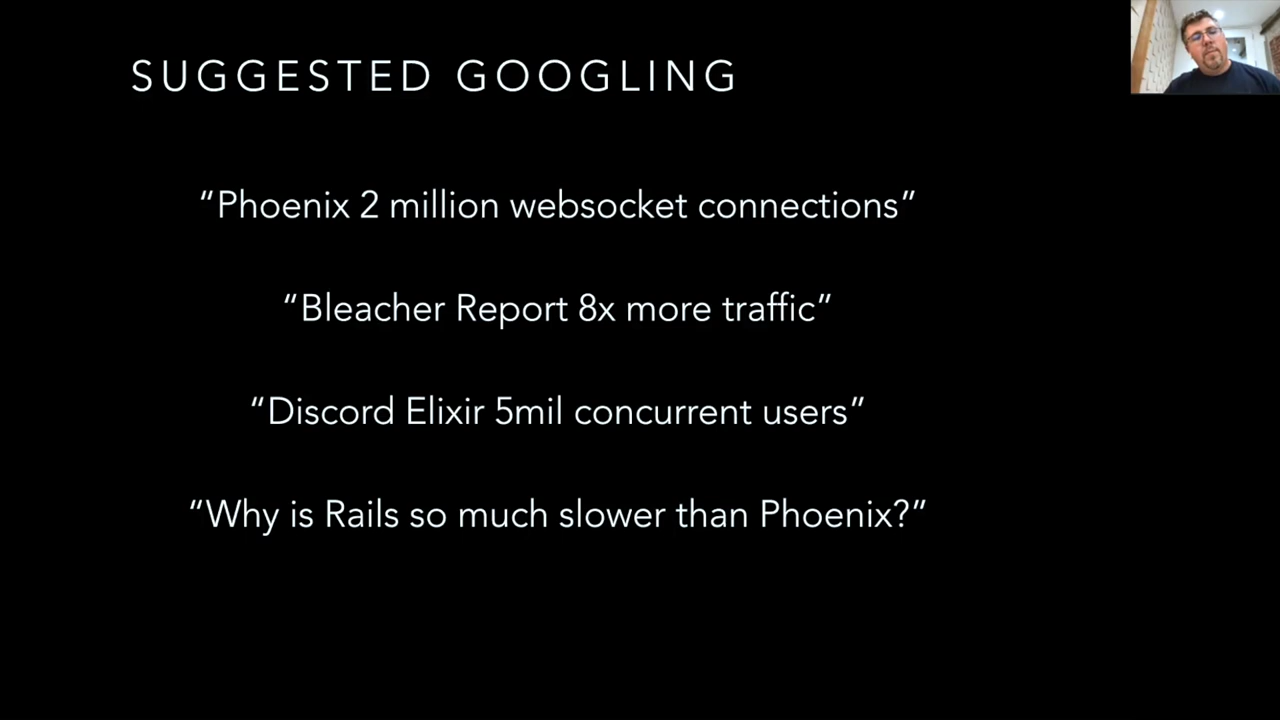 SUGGESTED GOOGLING
“Phoenix 2 million websocket connections”
“Bleacher Report 8x more traffic”
“Discord Elixir 5mil concurrent users”
“Why is Rails so much slower than Phoenix?”